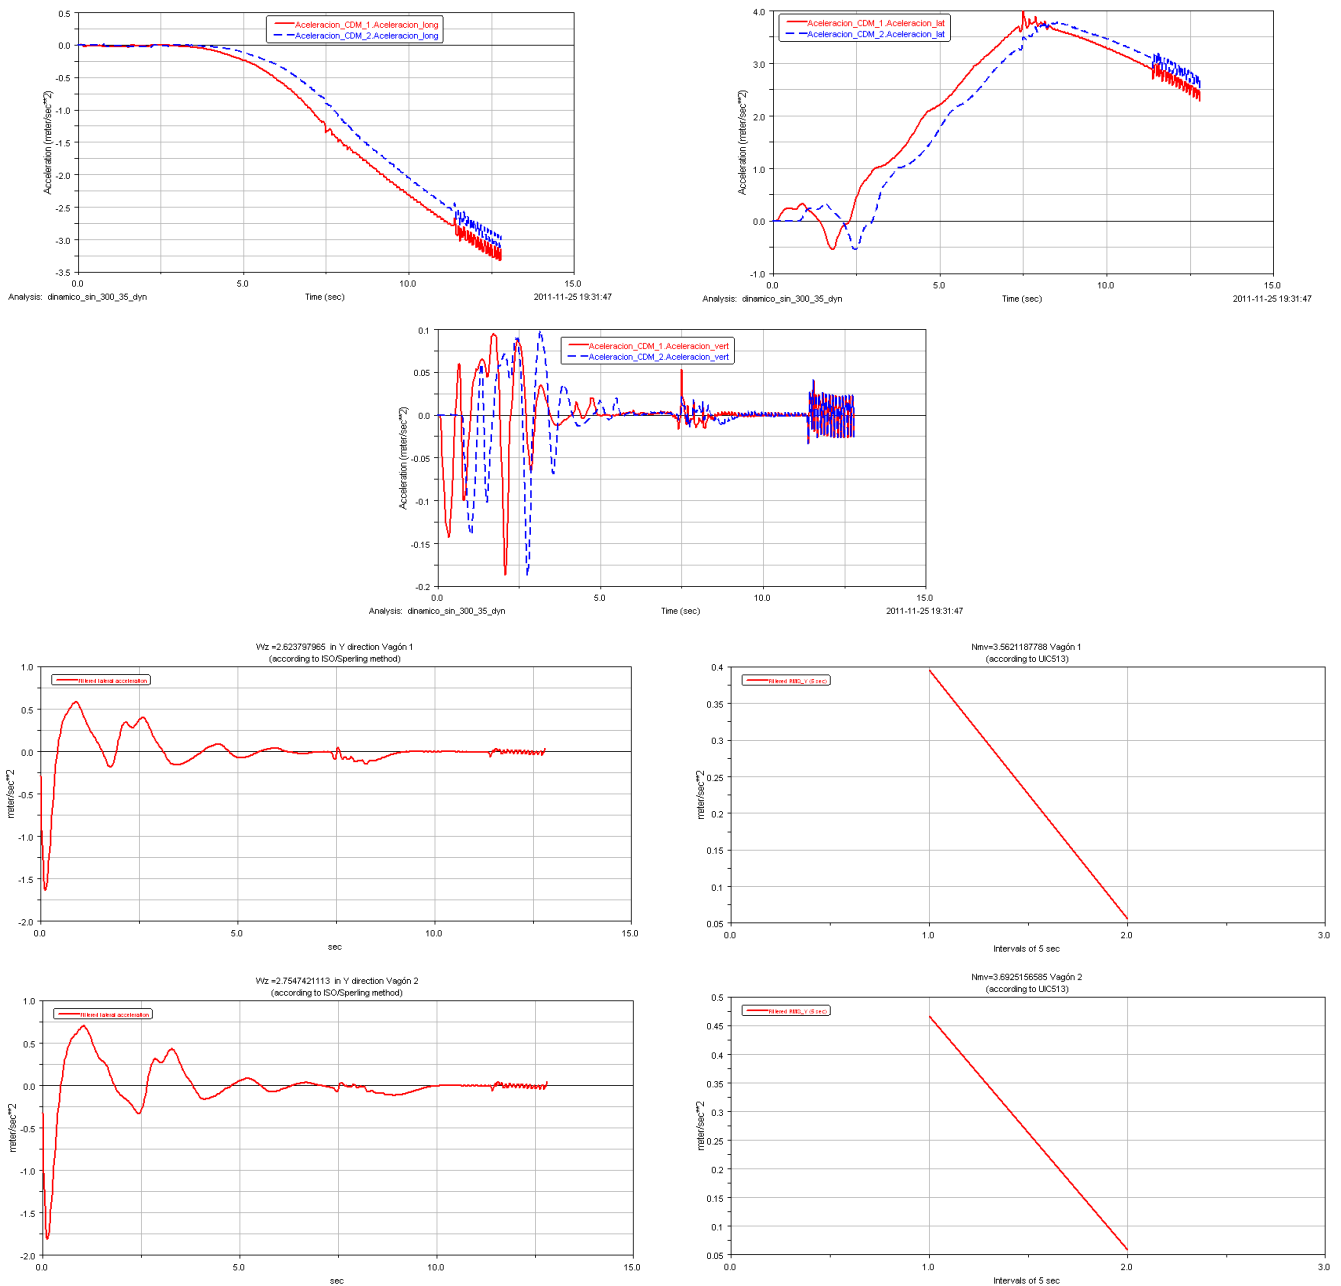 Aceleracion_CDM_1.Aceleracion_long
Aceleracion_CDM_2.Aceleracion_long
Acceleration (meter/sec**2)
0.5
0.0
-0.5
-1.0
-1.5
-2.0
-2.5
-3.0
-3.5
0.0 5.0 10.0 15.0
Analysis: dinamico_sin_300_35_dyn Time (sec) 2011-11-25 19:31:47
Aceleracion_CDM_1.Aceleracion_lat
Aceleracion_CDM_2.Aceleracion_lat
Acceleration (meter/sec**2)
4.0
3.0
2.0
1.0
0.0
-1.0
0.0 5.0 10.0 15.0
Analysis: dinamico_sin_300_35_dyn Time (sec) 2011-11-25 19:31:47
Aceleracion_CDM_1.Aceleracion_vert
Aceleracion_CDM_2.Aceleracion_vert
Acceleration (meter/sec**2)
0.1
0.05
0.0
-0.05
-0.1
-0.15
-0.2
0.0 5.0 10.0 15.0
Analysis: dinamico_sin_300_35_dyn Time (sec) 2011-11-25 19:31:47
Wz =2.623797965 in Y direction Vagón 1
(according to ISO/Sperling method)
Filtered lateral acceleration
meter/sec**2
1.0
0.5
0.0
-0.5
-1.0
-1.5
-2.0
0.0 5.0 10.0 15.0
sec
Nmv=3.5621187788 Vagón 1
(according to UIC513)
Filtered RMS_Y (5 sec)
meter/sec**2
0.4
0.35
0.3
0.25
0.2
0.15
0.1
0.05
0.0 1.0 2.0 3.0
Intervals of 5 sec
Wz =2.7547421113 in Y direction Vagón 2
(according to ISO/Sperling method)
Filtered lateral acceleration
meter/sec**2
1.0
0.5
0.0
-0.5
-1.0
-1.5
-2.0
0.0 5.0 10.0 15.0
sec
Nmv=3.6925156585 Vagón 2
(according to UIC513)
Filtered RMS_Y (5 sec)
meter/sec**2
0.5
0.45
0.4
0.35
0.3
0.25
0.2
0.15
0.1
0.05
0.0 1.0 2.0 3.0
Intervals of 5 sec